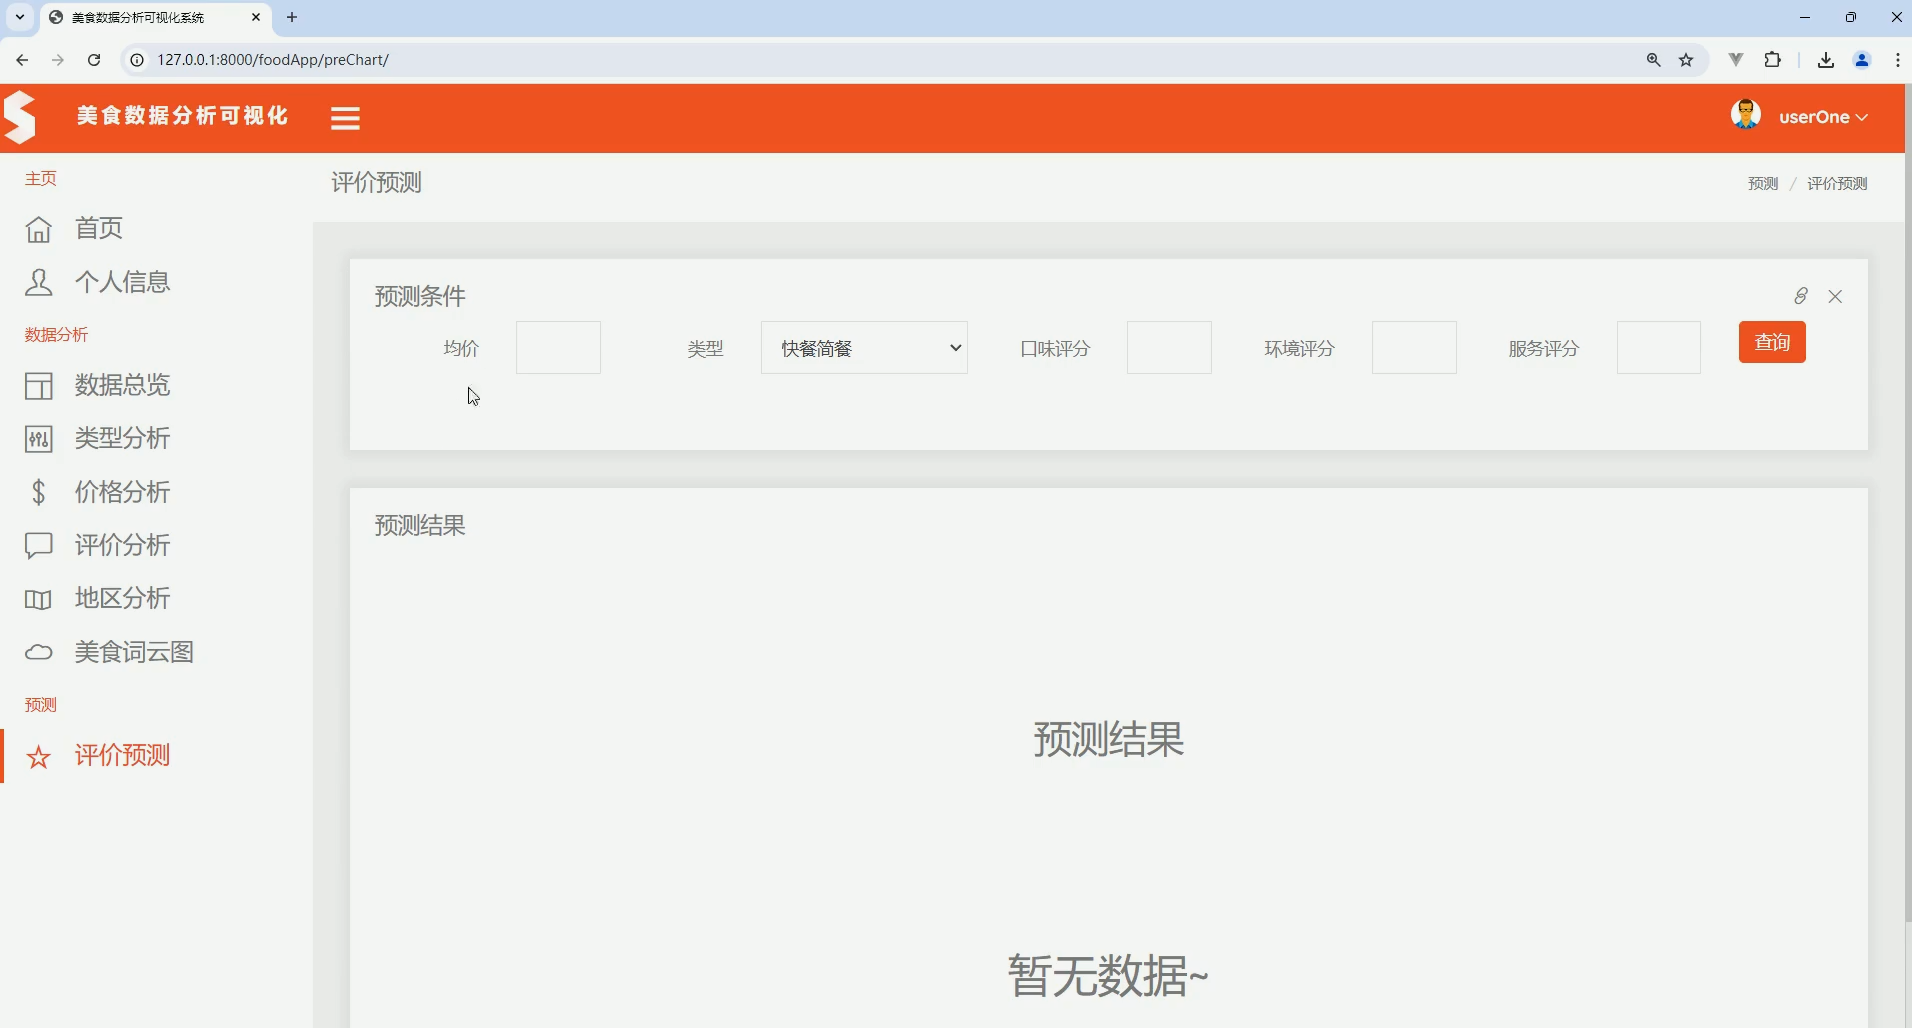 美食数据分析可视化系统
127.0.0.1:8000/foodApp/preChart/
美食数据分析可视化
userOne
主页
首页
个人信息
数据分析
数据总览
类型分析
价格分析
评价分析
地区分析
美食词云图
预测
评价预测
评价预测
预测 / 评价预测
预测条件
均价
类型
快餐简餐
口味评分
环境评分
服务评分
查询
预测结果
预测结果
暂无数据~